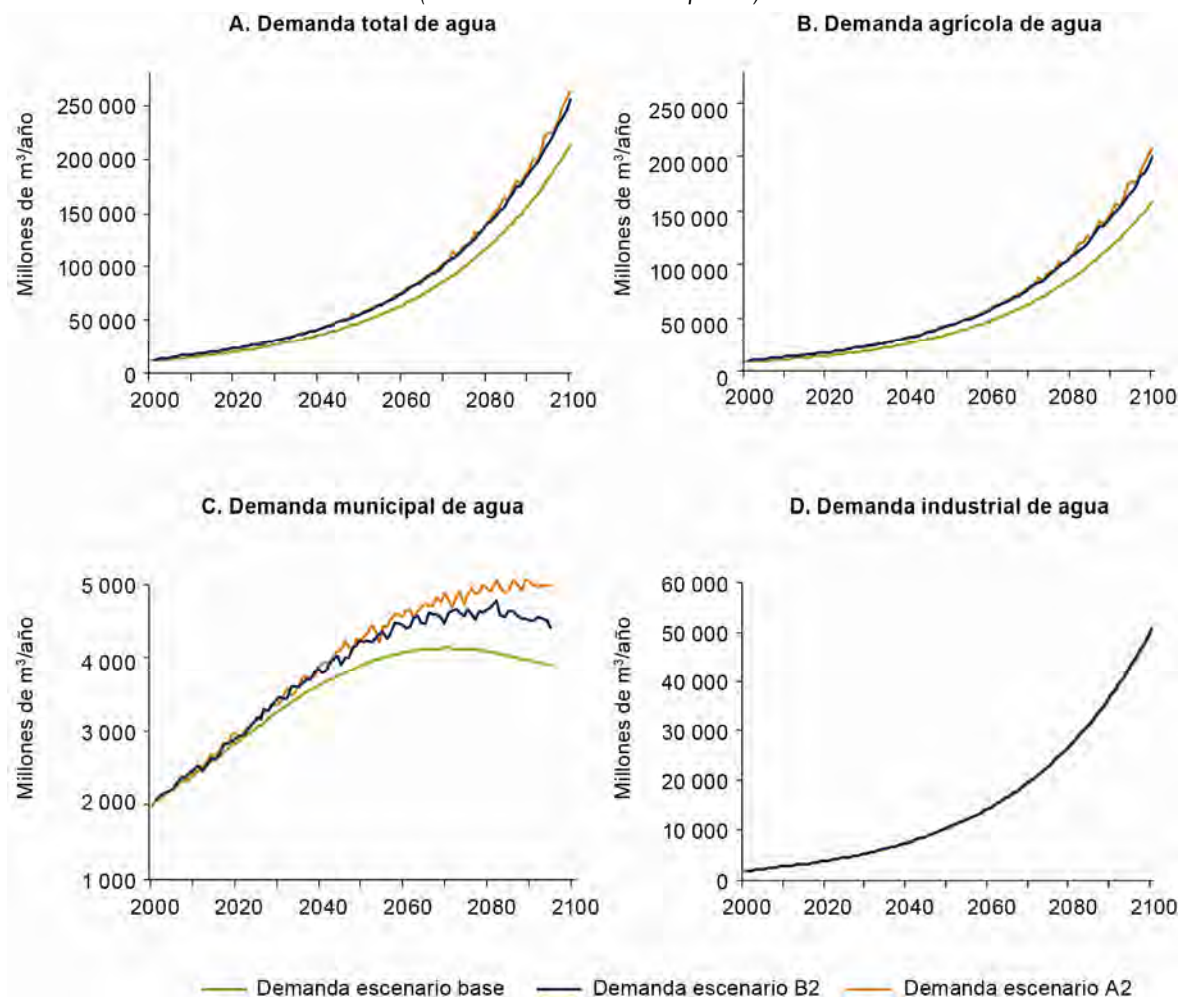 A. Demanda total de agua
Millones de m³/año
250 000
200 000
150 000
100 000
50 000
0
2000 2020 2040 2060 2080 2100
B. Demanda agrícola de agua
Millones de m³/año
250 000
200 000
150 000
100 000
50 000
0
2000 2020 2040 2060 2080 2100
C. Demanda municipal de agua
Millones de m³/año
5 000
4 000
3 000
2 000
1 000
2000 2020 2040 2060 2080 2100
D. Demanda industrial de agua
Millones de m³/año
60 000
50 000
40 000
30 000
20 000
10 000
0
2000 2020 2040 2060 2080 2100
Demanda escenario base Demanda escenario B2 Demanda escenario A2